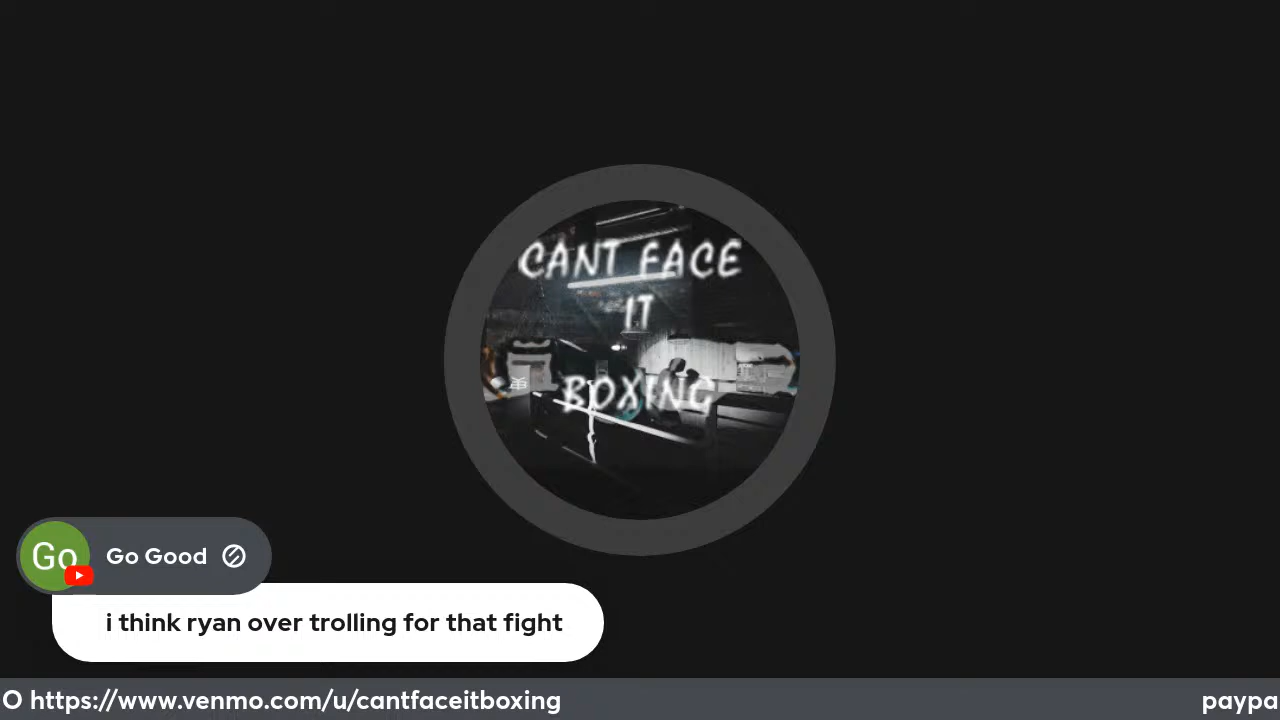 CANT FACE
IT
BOXING
Go
Go Good
i think ryan over trolling for that fight
O https://www.venmo.com/u/cantfaceitboxing
paypa